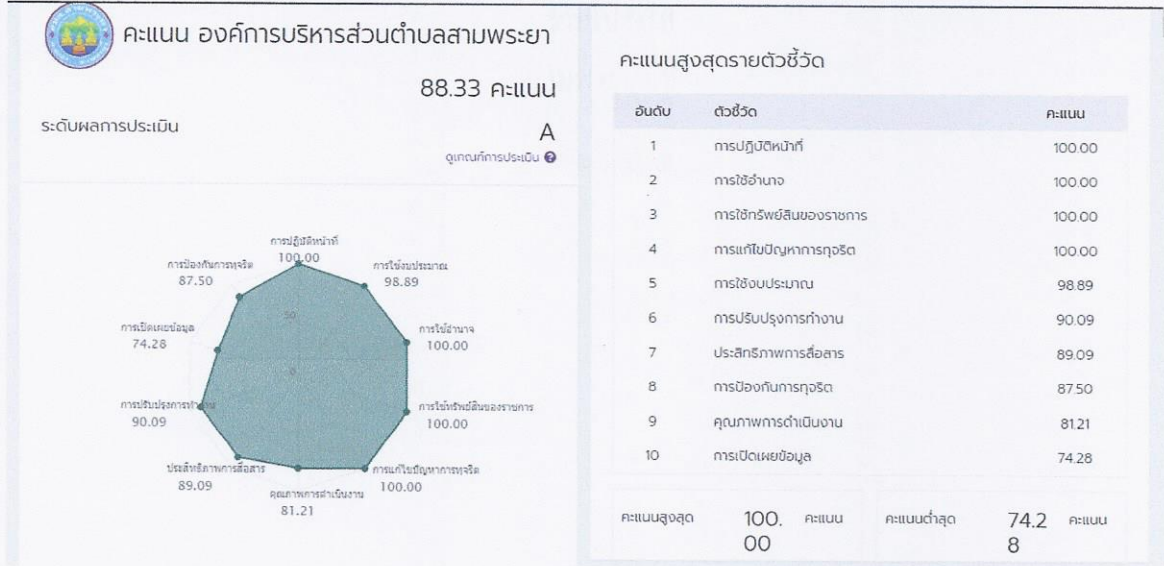 คะแนน องค์การบริหารส่วนตำบลสามพระยา
88.33 คะแนน
ระดับผลการประเมิน
A
ดูเกณฑ์การประเมิน
การปฏิบัติหน้าที่
100.00
การใช้งบประมาณ
98.89
การใช้อำนาจ
100.00
การใช้ทรัพย์สินของราชการ
100.00
การแก้ไขปัญหาการทุจริต
100.00
คุณภาพการดำเนินงาน
81.21
ประสิทธิภาพการสื่อสาร
89.09
การปรับปรุงการทำงาน
90.09
การเปิดเผยข้อมูล
74.28
การป้องกันการทุจริต
87.50
50
0
คะแนนสูงสุดรายตัวชี้วัด
อันดับ ตัวชี้วัด คะแนน
1 การปฏิบัติหน้าที่ 100.00
2 การใช้อำนาจ 100.00
3 การใช้ทรัพย์สินของราชการ 100.00
4 การแก้ไขปัญหาการทุจริต 100.00
5 การใช้งบประมาณ 98.89
6 การปรับปรุงการทำงาน 90.09
7 ประสิทธิภาพการสื่อสาร 89.09
8 การป้องกันการทุจริต 87.50
9 คุณภาพการดำเนินงาน 81.21
10 การเปิดเผยข้อมูล 74.28
คะแนนสูงสุด 100. คะแนน คะแนนต่ำสุด 74.2 คะแนน
00 8